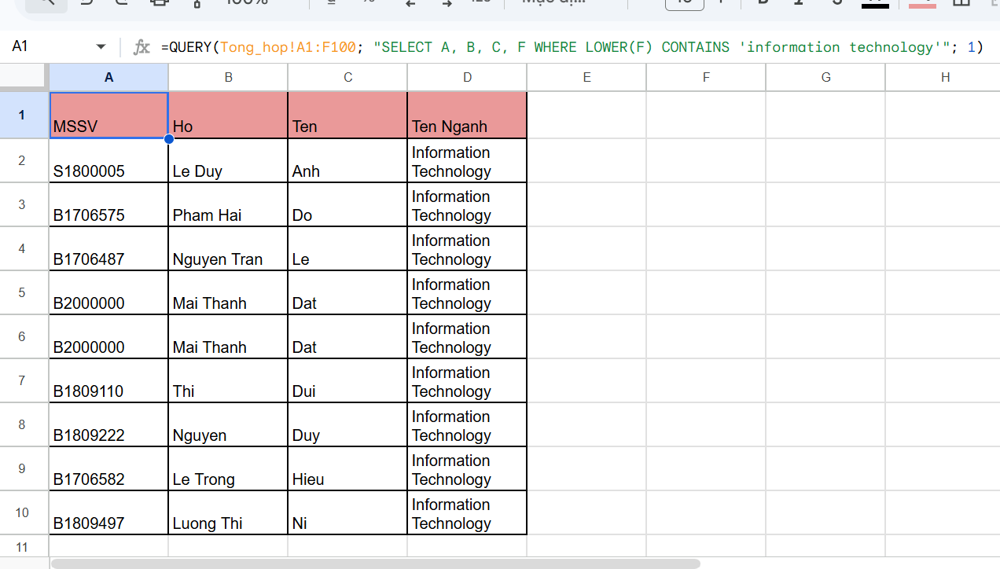 A1
=QUERY(Tong_hop!A1:F100; "SELECT A, B, C, F WHERE LOWER(F) CONTAINS 'information technology'"; 1)
A B C D E F G H
1 MSSV Ho Ten Ten Nganh
2 S1800005 Le Duy Anh Information
Technology
3 B1706575 Pham Hai Do Information
Technology
4 B1706487 Nguyen Tran Le Information
Technology
5 B2000000 Mai Thanh Dat Information
Technology
6 B2000000 Mai Thanh Dat Information
Technology
7 B1809110 Thi Dui Information
Technology
8 B1809222 Nguyen Duy Information
Technology
9 B1706582 Le Trong Hieu Information
Technology
10 B1809497 Luong Thi Ni Information
Technology
11